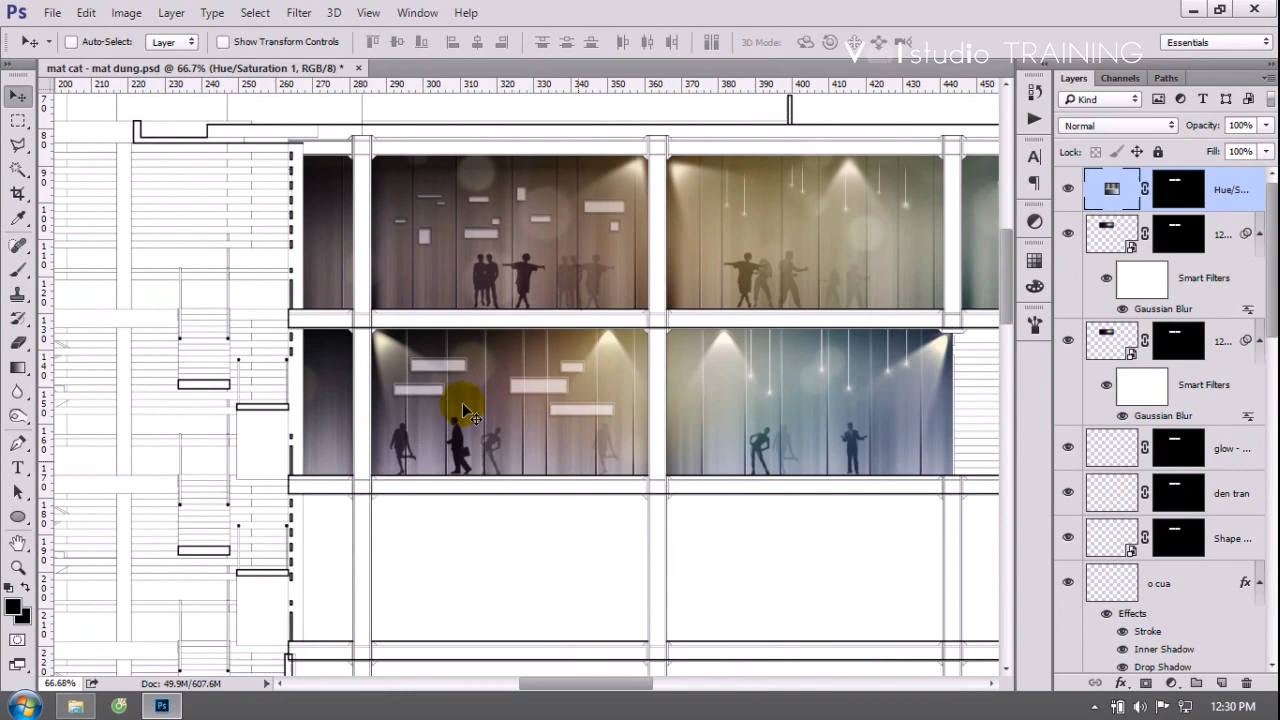 Ps File Edit Image Layer Type Select Filter 3D View Window Help
Auto-Select: Layer Show Transform Controls 3D Mode: Essentials
studio TRAINING
mat cat - mat dung.psd @ 66.7% (Hue/Saturation 1, RGB/8) * ×
200 210 220 230 240 250 260 270 280 290 300 310 320 330 340 350 360 370 380 390 400 410 420 430 440 450
Layers Channels Paths
Kind
Normal Opacity: 100%
Lock: Fill: 100%
Hue/S...
12...
Smart Filters
Gaussian Blur
12...
Smart Filters
Gaussian Blur
glow - ...
den tran
Shape ...
o cua fx
Effects
Stroke
Inner Shadow
Drop Shadow
66.68% Doc: 49.9M/607.6M
12:30 PM